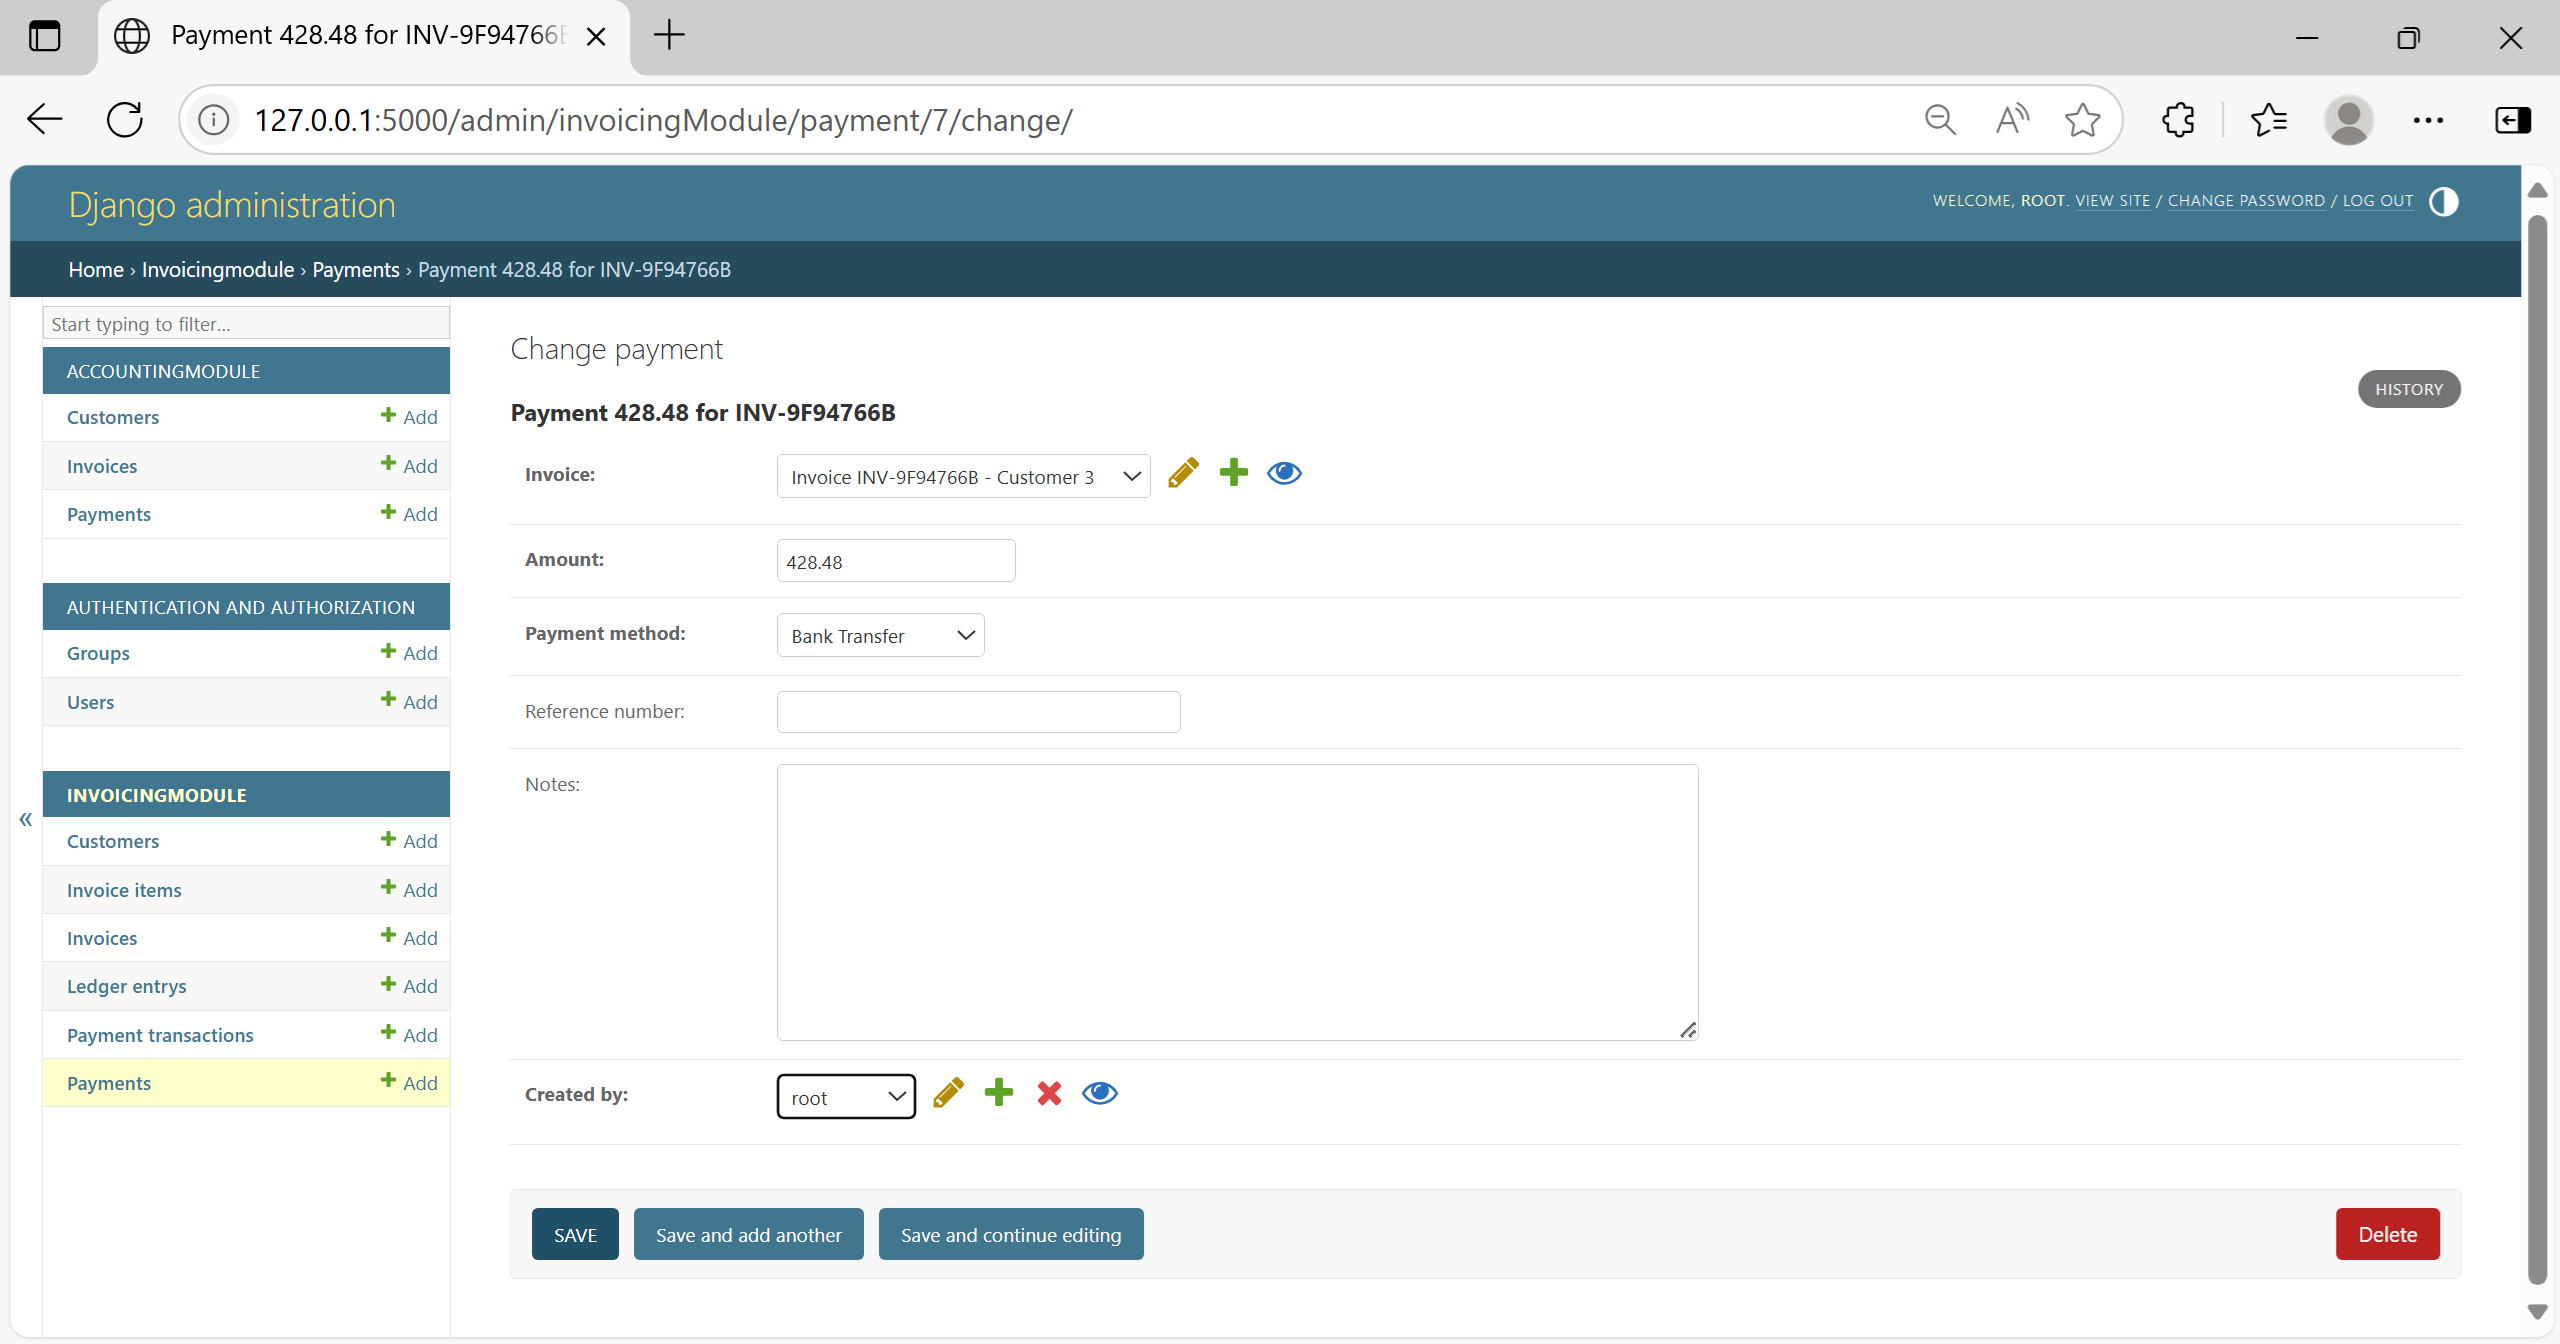 Payment 428.48 for INV-9F94766B
127.0.0.1:5000/admin/invoicingModule/payment/7/change/
Django administration
WELCOME, ROOT. VIEW SITE / CHANGE PASSWORD / LOG OUT
Home › Invoicingmodule › Payments › Payment 428.48 for INV-9F94766B
Start typing to filter...
ACCOUNTINGMODULE
Customers Add
Invoices Add
Payments Add
AUTHENTICATION AND AUTHORIZATION
Groups Add
Users Add
INVOICINGMODULE
«
Customers Add
Invoice items Add
Invoices Add
Ledger entrys Add
Payment transactions Add
Payments Add
Change payment
HISTORY
Payment 428.48 for INV-9F94766B
Invoice: Invoice INV-9F94766B - Customer 3
Amount: 428.48
Payment method: Bank Transfer
Reference number:
Notes:
Created by: root
SAVE Save and add another Save and continue editing Delete